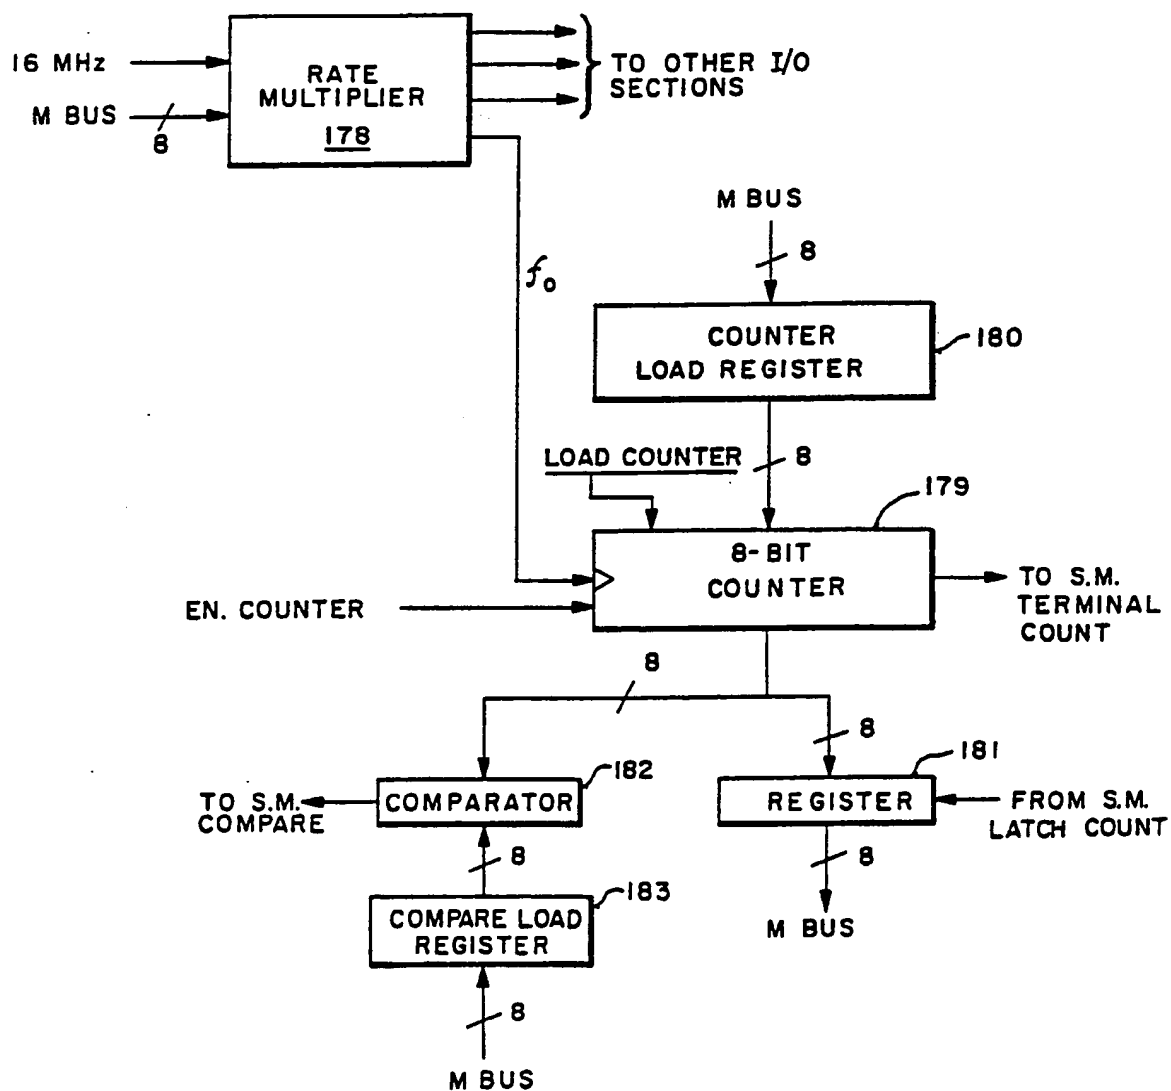 16 MHz
M BUS
8
RATE
MULTIPLIER
178
TO OTHER I/O
SECTIONS
f0
M BUS
8
COUNTER
LOAD REGISTER
180
LOAD COUNTER
8
179
8-BIT
COUNTER
EN. COUNTER
TO S.M.
TERMINAL
COUNT
8
8
182
181
TO S.M.
COMPARE
COMPARATOR
REGISTER
FROM S.M.
LATCH COUNT
8
8
183
COMPARE LOAD
REGISTER
M BUS
8
M BUS